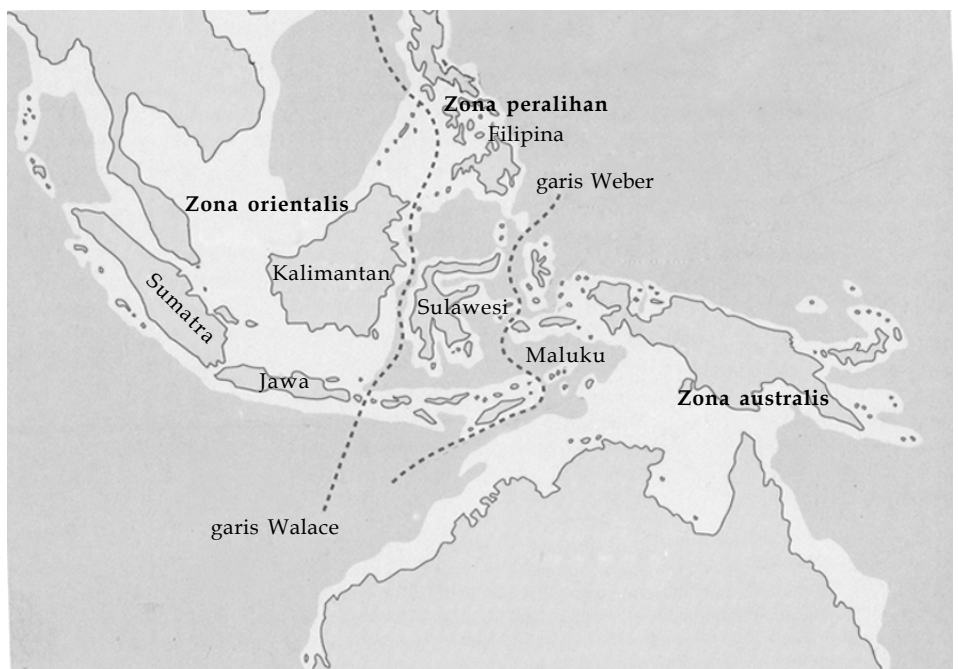 Zona peralihan
Filipina
garis Weber
Zona orientalis
Kalimantan
Sumatra
Sulawesi
Maluku
Jawa
Zona australis
garis Walace